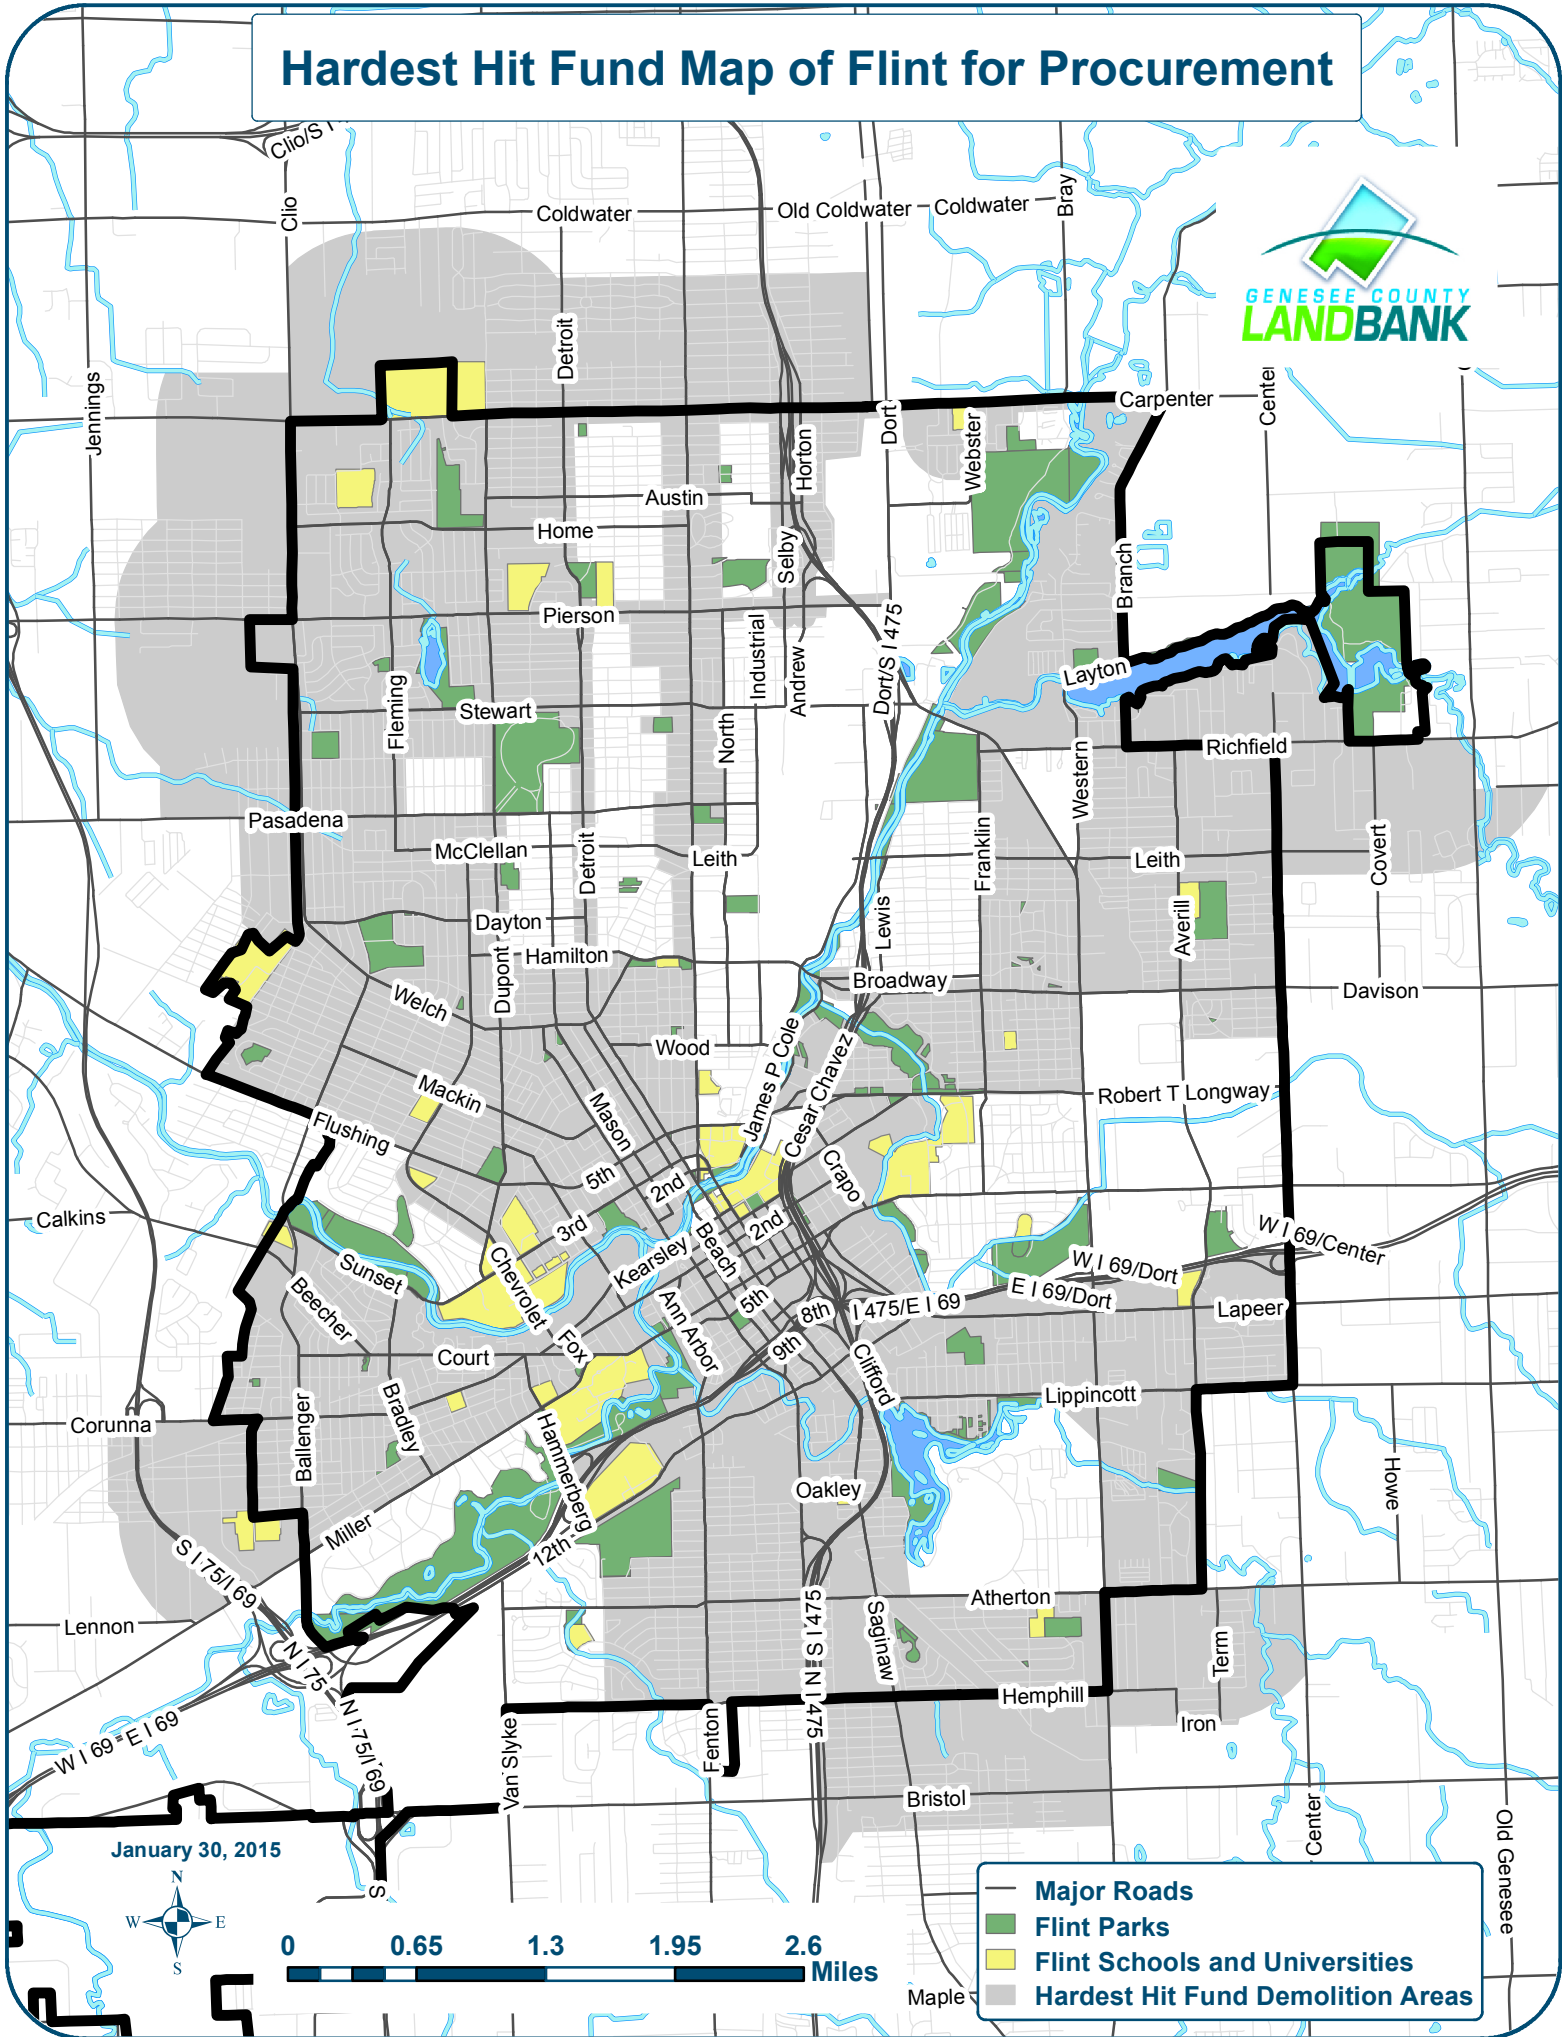 Hardest Hit Fund Map of Flint for Procurement
Clio/S I
Clio
Coldwater
Old Coldwater
Coldwater
Bray
GENESEE COUNTY
LANDBANK
Jennings
Detroit
Carpenter
Center
Dort
Webster
Horton
Austin
Home
Selby
Branch
Pierson
Industrial
Andrew
Dort/S I 475
Layton
Fleming
Stewart
North
Richfield
Western
Pasadena
McClellan
Detroit
Leith
Franklin
Leith
Covert
Dayton
Lewis
Averill
Hamilton
Dupont
Broadway
Davison
Welch
Wood
James P Cole
Cesar Chavez
Mackin
Mason
Robert T Longway
Flushing
5th
2nd
Crapo
Calkins
3rd
2nd
Beach
Kearsley
W I 69/Center
Sunset
Chevrolet
W I 69/Dort
E I 69/Dort
Beecher
Ann Arbor
5th
8th
I 475/E I 69
Lapeer
Fox
Court
9th
Clifford
Bradley
Lippincott
Corunna
Ballenger
Hammerberg
Oakley
Howe
Miller
12th
S I 75/I 69
Atherton
Lennon
Saginaw
N I 75
Term
S I 475
I N
I 475
Hemphill
Iron
N I 75/I 69
W I 69
E I 69
Van Slyke
Fenton
Bristol
Center
Old Genesee
January 30, 2015
N
W
E
S
S
0
0.65
1.3
1.95
2.6
Miles
Major Roads
Flint Parks
Flint Schools and Universities
Hardest Hit Fund Demolition Areas
Maple